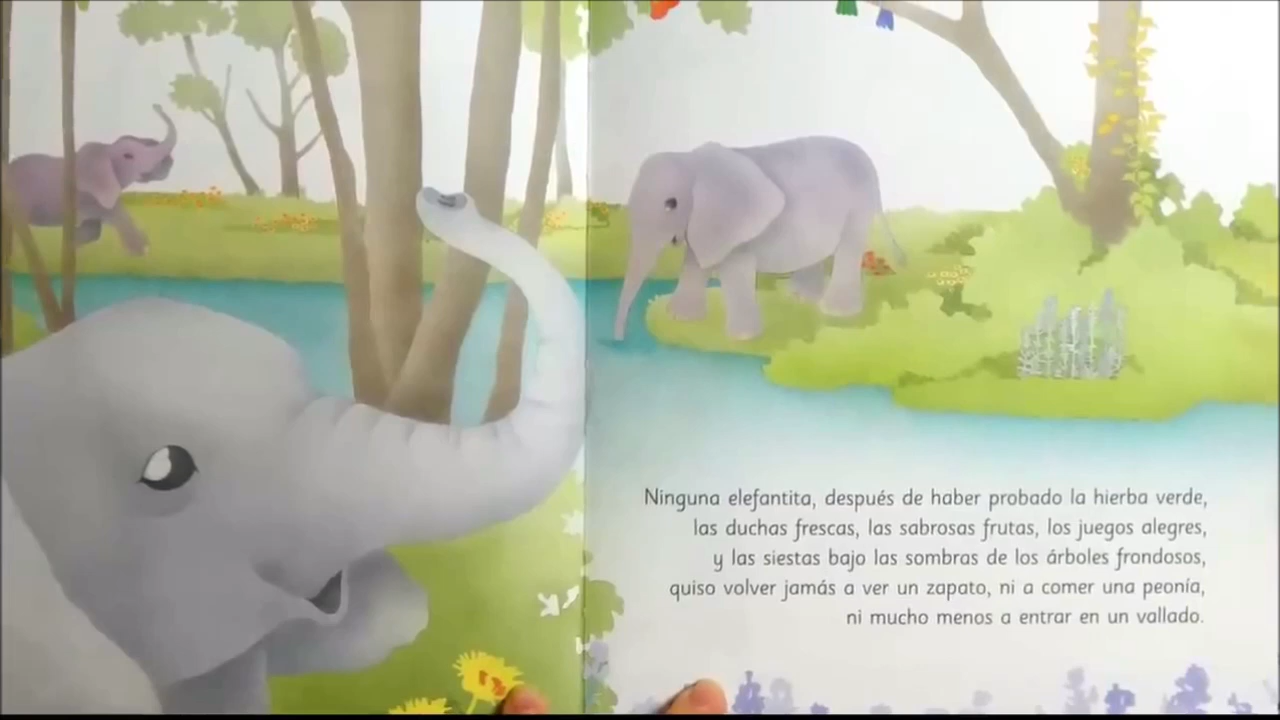 Ninguna elefantita, después de haber probado la hierba verde,
las duchas frescas, las sabrosas frutas, los juegos alegres,
y las siestas bajo las sombras de los árboles frondosos,
quiso volver jamás a ver un zapato, ni a comer una peonía,
ni mucho menos a entrar en un vallado.